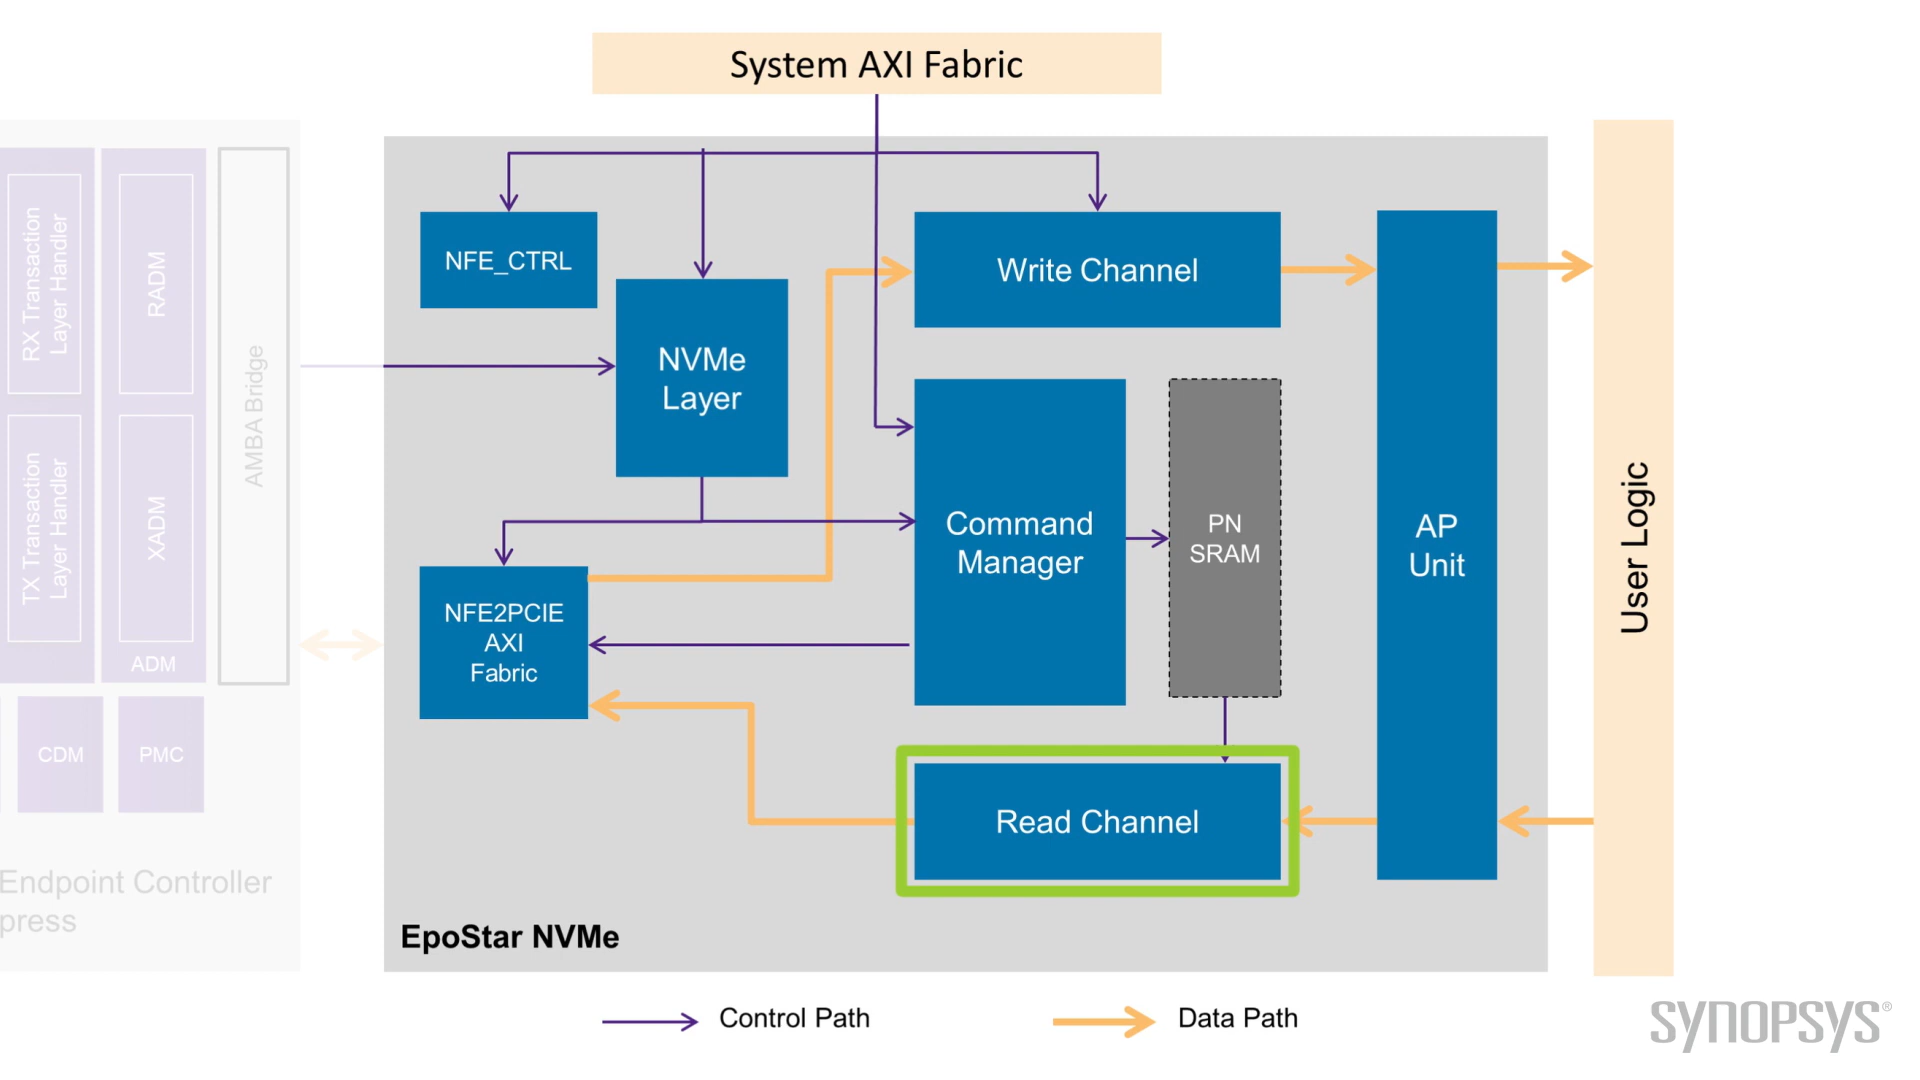 System AXI Fabric
RX Transaction
Layer Handler
RADM
TX Transaction
Layer Handler
XADM
ADM
AMBA Bridge
CDM
PMC
Endpoint Controller
press
NFE_CTRL
NVMe
Layer
Write Channel
Command
Manager
PN
SRAM
AP
Unit
NFE2PCIE
AXI
Fabric
Read Channel
EpoStar NVMe
User Logic
Control Path
Data Path
SYNOPSYS®